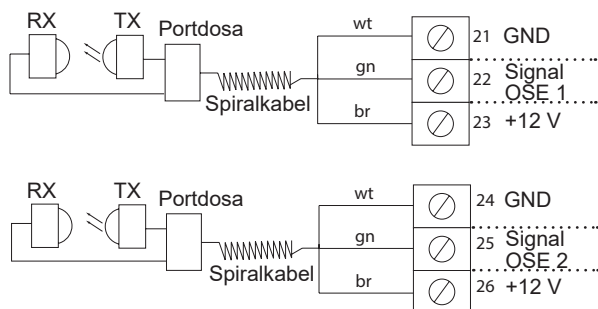 RX TX Portdosa
wt 21 GND
gn 22 Signal
OSE 1
Spiralkabel
br 23 +12 V
RX TX Portdosa
wt 24 GND
gn 25 Signal
OSE 2
Spiralkabel
br 26 +12 V